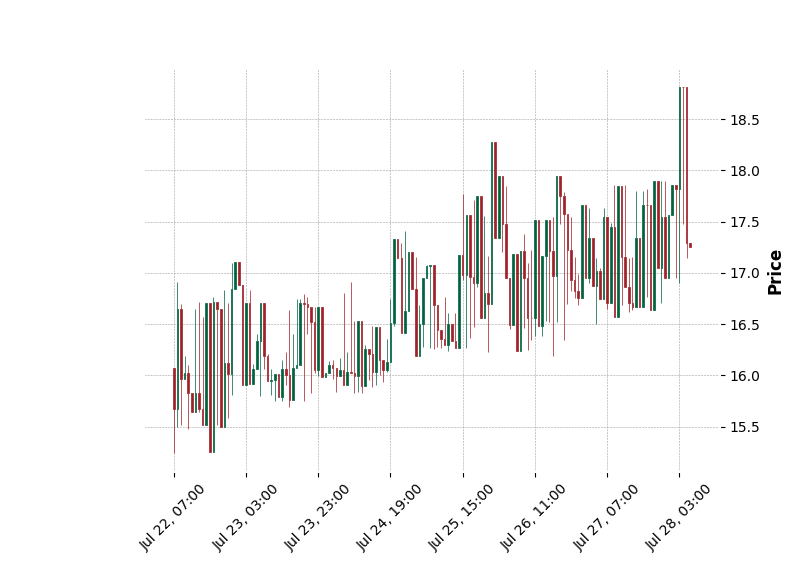 18.5
18.0
17.5
17.0
16.5
16.0
15.5
Price
Jul 22, 07:00
Jul 23, 03:00
Jul 23, 23:00
Jul 24, 19:00
Jul 25, 15:00
Jul 26, 11:00
Jul 27, 07:00
Jul 28, 03:00